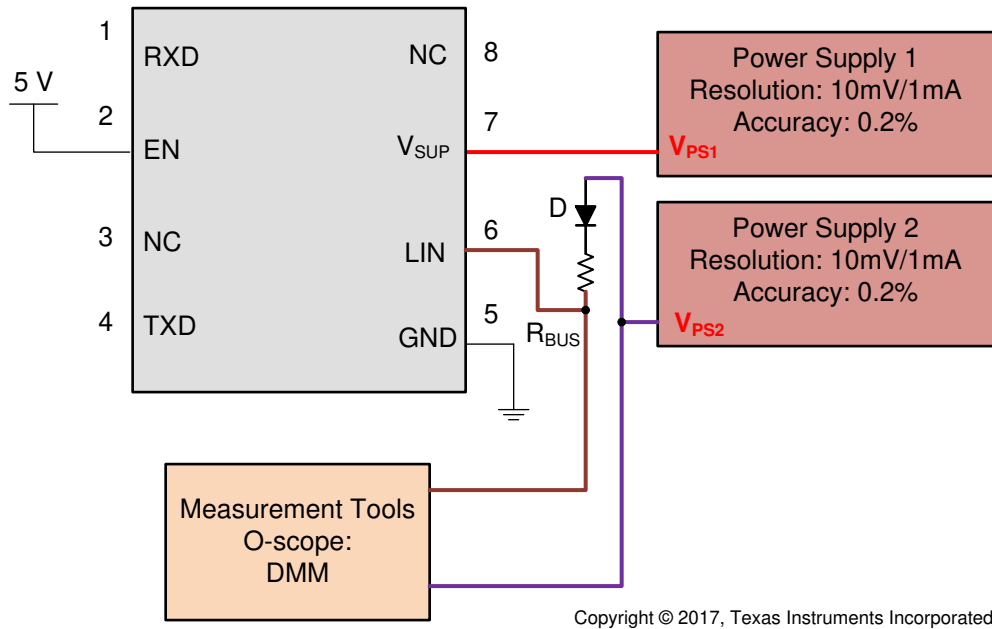 1
RXD
NC
8
5 V
2
EN
7
VSUP
3
NC
6
LIN
4
TXD
5
GND
D
RBUS
Power Supply 1
Resolution: 10mV/1mA
Accuracy: 0.2%
VPS1
Power Supply 2
Resolution: 10mV/1mA
Accuracy: 0.2%
VPS2
Measurement Tools
O-scope:
DMM
Copyright © 2017, Texas Instruments Incorporated